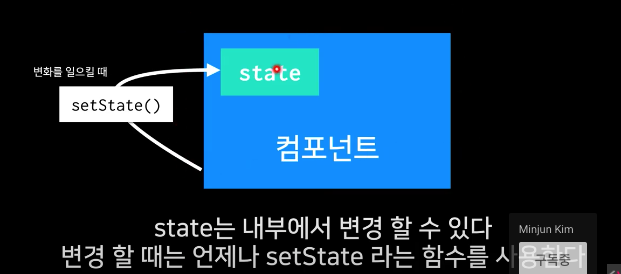 변화를 일으킬 때
setState()
state
컴포넌트
state는 내부에서 변경 할 수 있다
변경 할 때는 언제나 setState 라는 함수를 사용한다
Minjun Kim
구독중